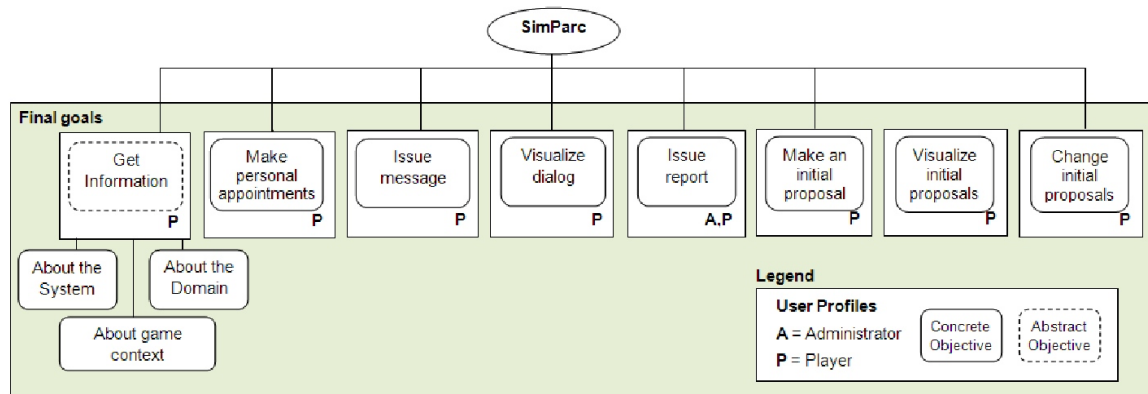 SimParc
Final goals
Get
Information
P
Make
personal
appointments
P
Issue
message
P
Visualize
dialog
P
Issue
report
A,P
Make an
initial
proposal
P
Visualize
initial
proposals
P
Change
initial
proposals
P
About the
System
About the
Domain
About game
context
Legend
User Profiles
A = Administrator
P = Player
Concrete
Objective
Abstract
Objective